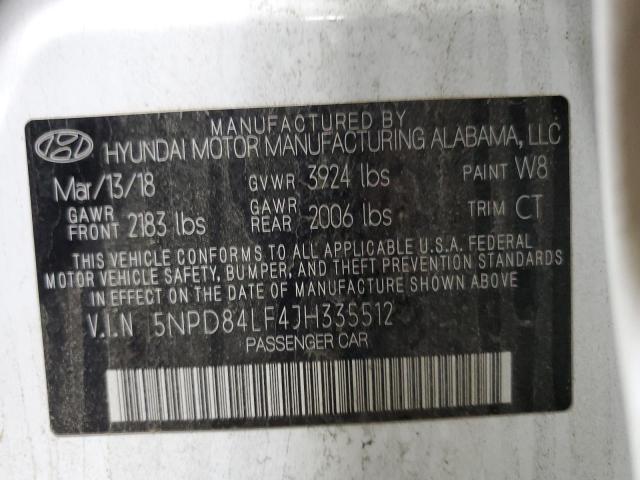 MANUFACTURED BY
HYUNDAI MOTOR MANUFACTURING ALABAMA, LLC
Mar/13/18 GVWR 3924 lbs PAINT W8
GAWR FRONT 2183 lbs GAWR REAR 2006 lbs TRIM CT
THIS VEHICLE CONFORMS TO ALL APPLICABLE U.S.A. FEDERAL
MOTOR VEHICLE SAFETY, BUMPER, AND THEFT PREVENTION STANDARDS
IN EFFECT ON THE DATE OF MANUFACTURE SHOWN ABOVE
V.I.N 5NPD84LF4JH335512
PASSENGER CAR